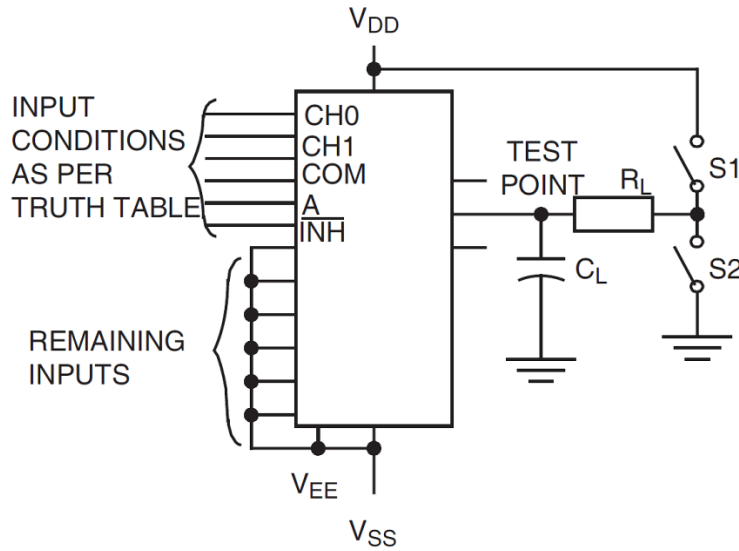 VDD
INPUT
CONDITIONS
AS PER
TRUTH TABLE
CH0
CH1
COM
A
INH
TEST
POINT
RL
S1
CL
S2
REMAINING
INPUTS
VEE
VSS